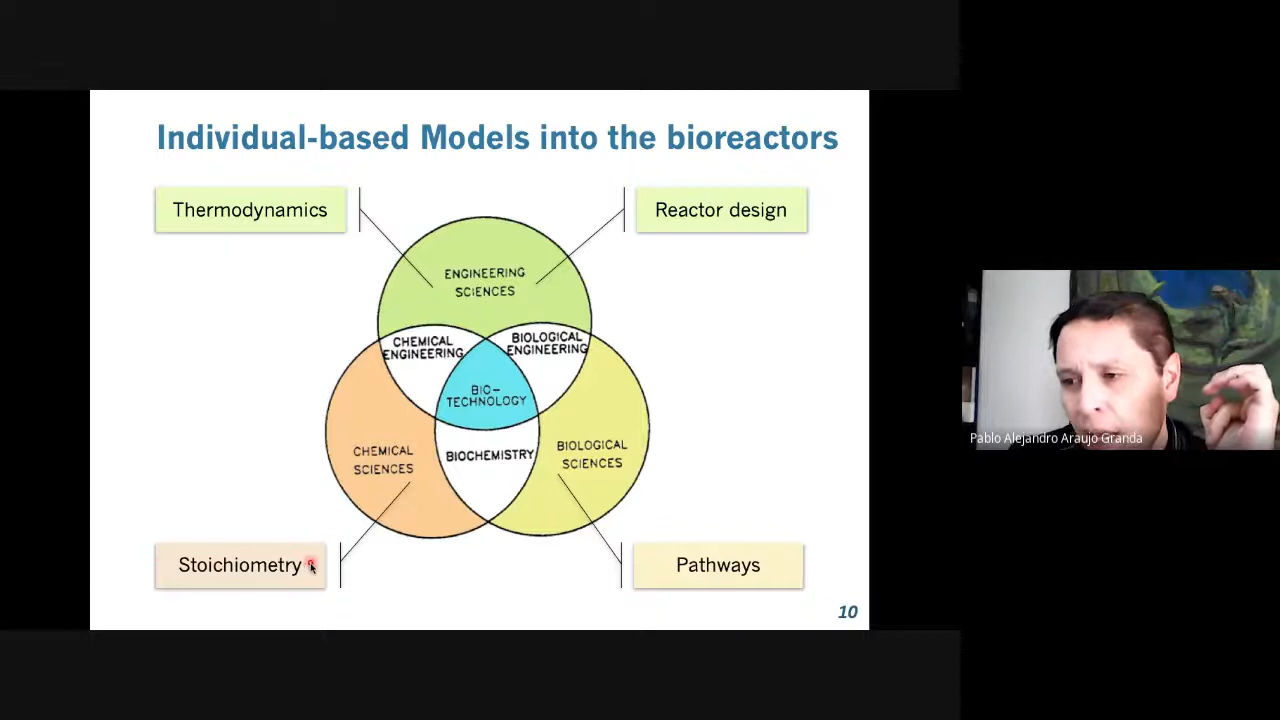 Individual-based Models into the bioreactors
Thermodynamics
Reactor design
ENGINEERING
SCIENCES
CHEMICAL
ENGINEERING
BIOLOGICAL
ENGINEERING
BIO-
TECHNOLOGY
CHEMICAL
SCIENCES
BIOCHEMISTRY
BIOLOGICAL
SCIENCES
Stoichiometry
Pathways
10
Pablo Alejandro Araujo Granda